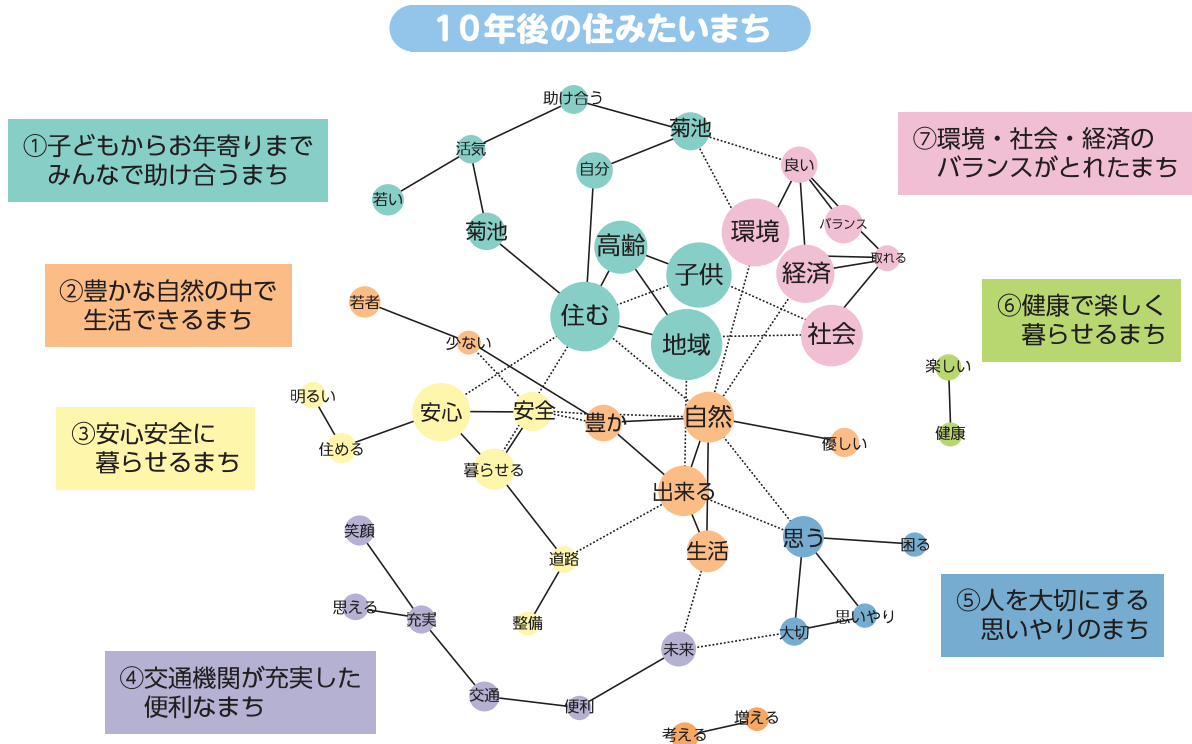 10年後の住みたいまち
①子どもからお年寄りまで
みんなで助け合うまち
②豊かな自然の中で
生活できるまち
③安心安全に
暮らせるまち
④交通機関が充実した
便利なまち
⑦環境・社会・経済の
バランスがとれたまち
⑥健康で楽しく
暮らせるまち
⑤人を大切にする
思いやりのまち
助け合う
菊池
活気
自分
良い
若い
バランス
菊池
環境
高齢
取れる
子供
経済
若者
住む
社会
少ない
地域
楽しい
明るい
安心
安全
豊か
自然
健康
住める
優しい
暮らせる
出来る
笑顔
思う
困る
生活
道路
思える
充実
思いやり
整備
大切
未来
交通
便利
増える
考える